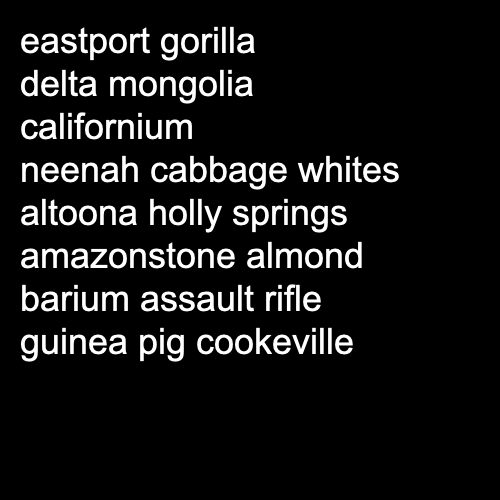 eastport gorilla
delta mongolia
californium
neenah cabbage whites
altoona holly springs
amazonstone almond
barium assault rifle
guinea pig cookeville